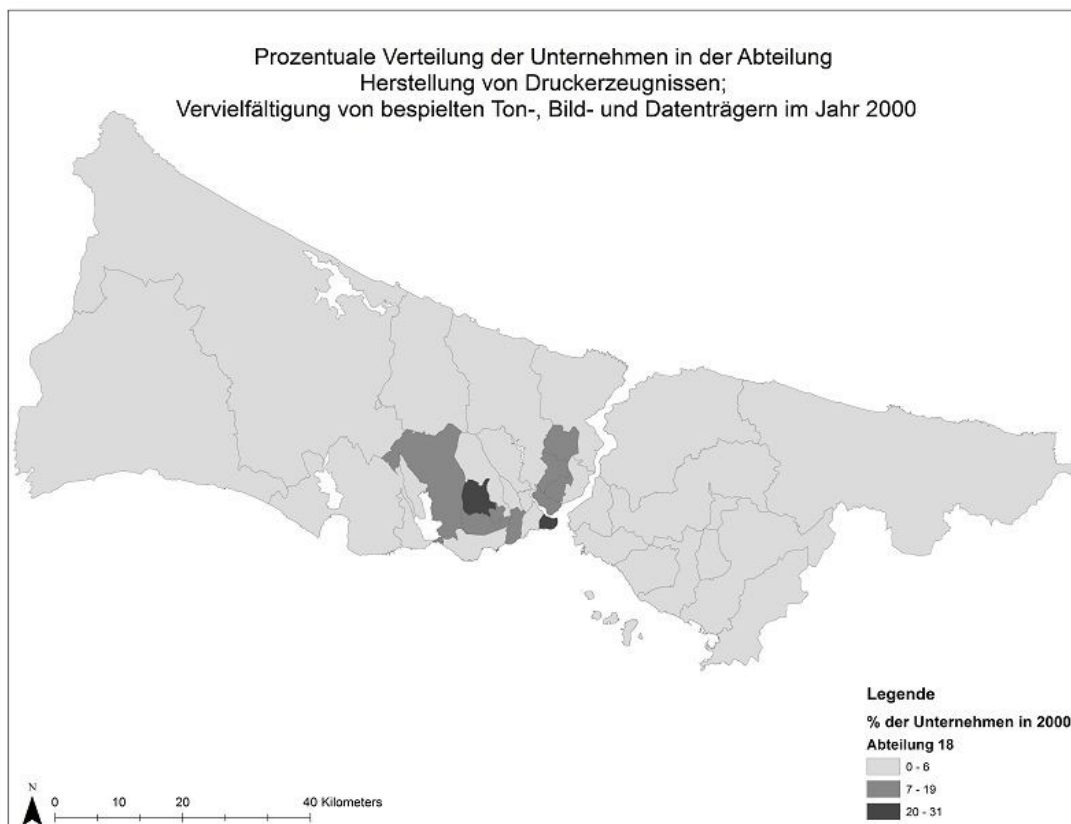 Prozentuale Verteilung der Unternehmen in der Abteilung
Herstellung von Druckerzeugnissen;
Vervielfältigung von bespielten Ton-, Bild- und Datenträgern im Jahr 2000
Legende
% der Unternehmen in 2000
Abteilung 18
0 - 6
7 - 19
20 - 31
N
0 10 20 40 Kilometers